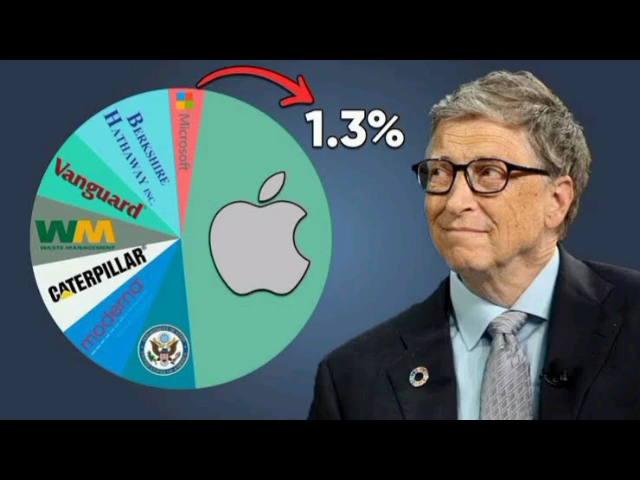 Microsoft
1.3%
BERKSHIRE
HATHAWAY INC.
Vanguard
WM
WASTE MANAGEMENT
CATERPILLAR
moderna